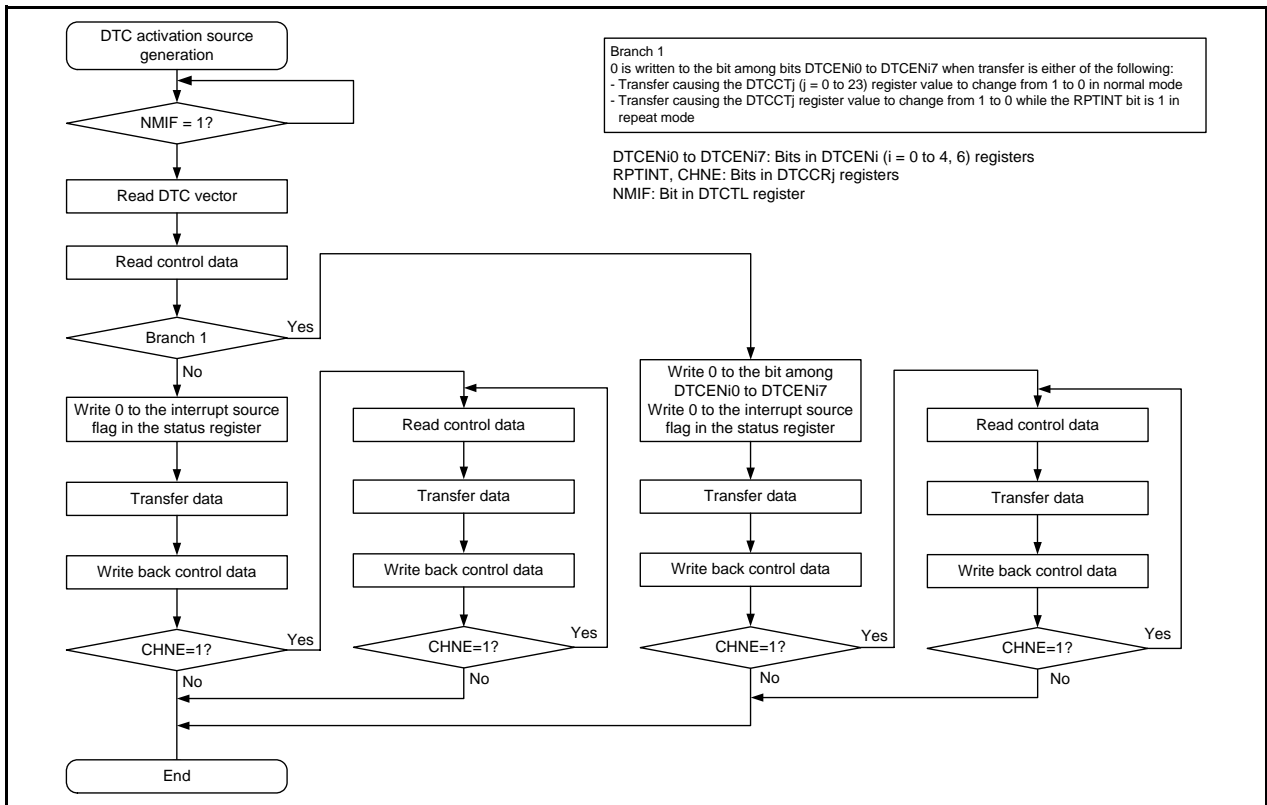 DTC activation source
generation
NMIF = 1?
Read DTC vector
Read control data
Branch 1
Yes
No
Write 0 to the interrupt source
flag in the status register
Transfer data
Write back control data
CHNE=1?
Yes
No
End
Read control data
Transfer data
Write back control data
CHNE=1?
Yes
No
Branch 1
0 is written to the bit among bits DTCENi0 to DTCENi7 when transfer is either of the following:
- Transfer causing the DTCCTj (j = 0 to 23) register value to change from 1 to 0 in normal mode
- Transfer causing the DTCCTj register value to change from 1 to 0 while the RPTINT bit is 1 in
repeat mode
DTCENi0 to DTCENi7: Bits in DTCENi (i = 0 to 4, 6) registers
RPTINT, CHNE: Bits in DTCCRj registers
NMIF: Bit in DTCTL register
Write 0 to the bit among
DTCENi0 to DTCENi7
Write 0 to the interrupt source
flag in the status register
Transfer data
Write back control data
CHNE=1?
Yes
No
Read control data
Transfer data
Write back control data
CHNE=1?
Yes
No